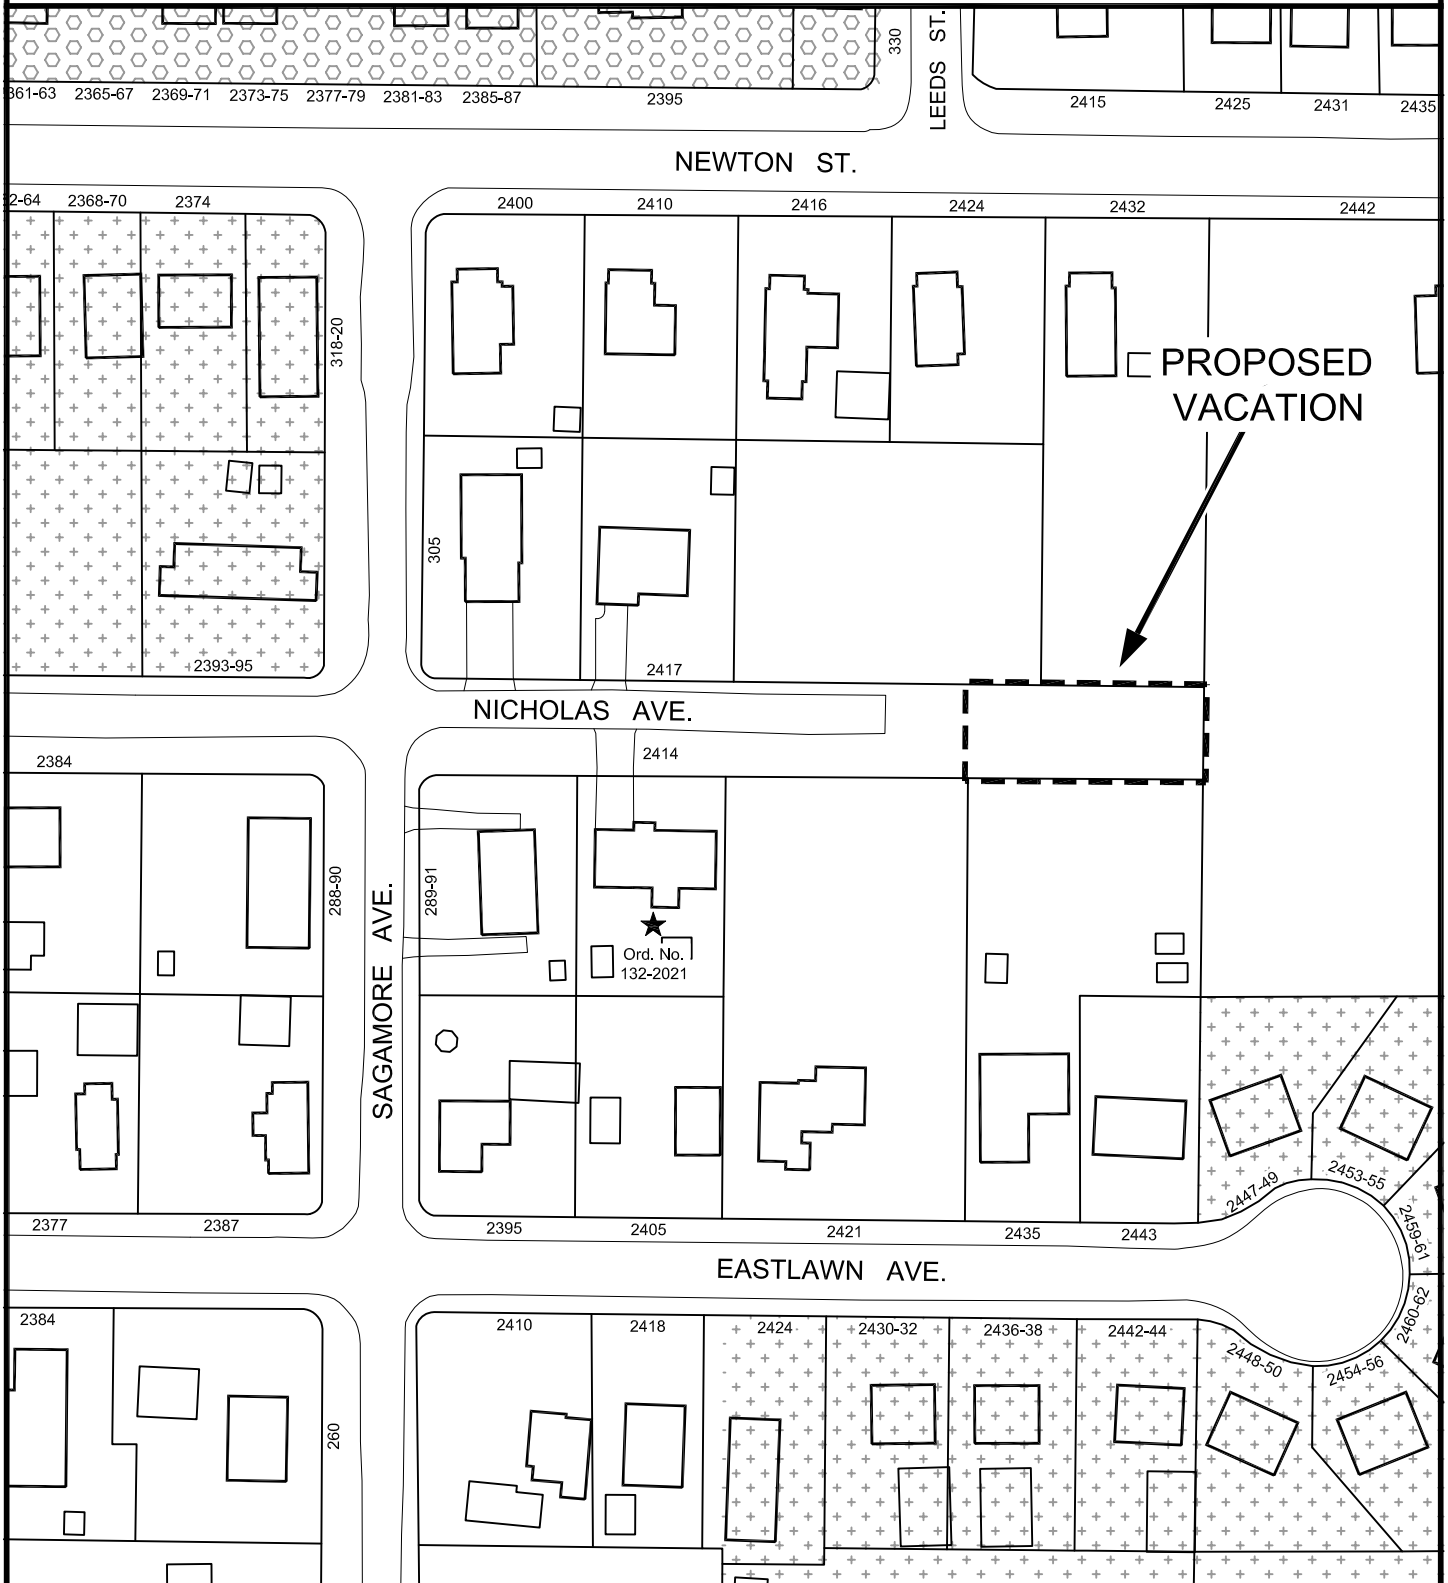 330
LEEDS ST.
361-63 2365-67 2369-71 2373-75 2377-79 2381-83 2385-87 2395 2415 2425 2431 2435
NEWTON ST.
2-64 2368-70 2374 2400 2410 2416 2424 2432 2442
318-20
PROPOSED
VACATION
305
2393-95 2417
NICHOLAS AVE.
2384 2414
288-90
SAGAMORE AVE.
289-91
Ord. No.
132-2021
2447-49
2453-55
2459-61
2377 2387 2395 2405 2421 2435 2443
EASTLAWN AVE.
2460-62
2384 2410 2418 2424 2430-32 2436-38 2442-44
2448-50
2454-56
260